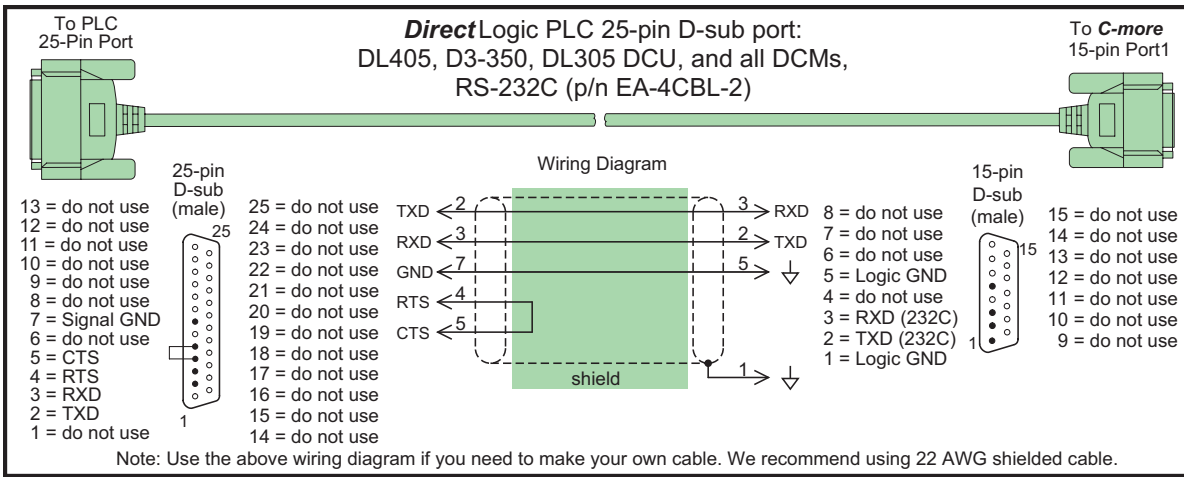 To PLC
25-Pin Port
DirectLogic PLC 25-pin D-sub port:
DL405, D3-350, DL305 DCU, and all DCMs,
RS-232C (p/n EA-4CBL-2)
To C-more
15-pin Port1
Wiring Diagram
25-pin
D-sub
(male)
13 = do not use
12 = do not use
11 = do not use
10 = do not use
9 = do not use
8 = do not use
7 = Signal GND
6 = do not use
5 = CTS
4 = RTS
3 = RXD
2 = TXD
1 = do not use
25
1
25 = do not use
24 = do not use
23 = do not use
22 = do not use
21 = do not use
20 = do not use
19 = do not use
18 = do not use
17 = do not use
16 = do not use
15 = do not use
14 = do not use
TXD 2 3 RXD
RXD 3 2 TXD
GND 7 5
RTS 4
CTS 5
shield
1
15-pin
D-sub
(male)
8 = do not use
7 = do not use
6 = do not use
5 = Logic GND
4 = do not use
3 = RXD (232C)
2 = TXD (232C)
1 = Logic GND
15
1
15 = do not use
14 = do not use
13 = do not use
12 = do not use
11 = do not use
10 = do not use
9 = do not use
Note: Use the above wiring diagram if you need to make your own cable. We recommend using 22 AWG shielded cable.